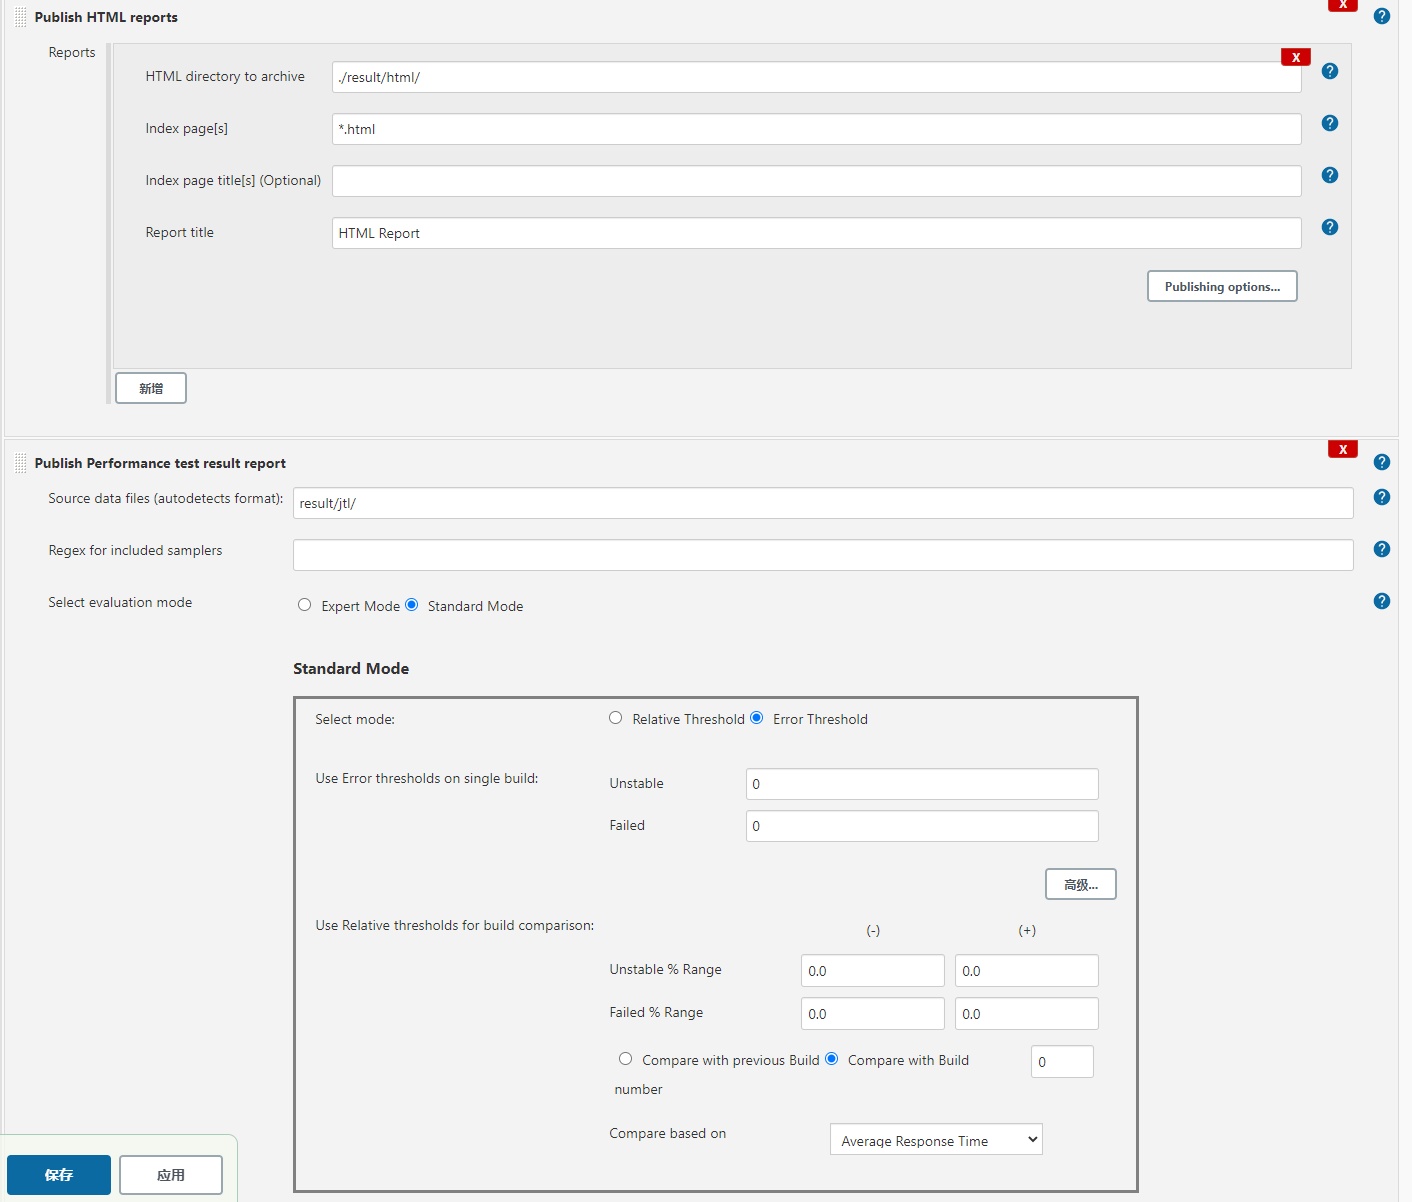 Publish HTML reports
X
?
Reports
X
HTML directory to archive
./result/html/
?
Index page[s]
*.html
?
Index page title[s] (Optional)
?
Report title
HTML Report
?
Publishing options...
新增
Publish Performance test result report
X
?
Source data files (autodetects format):
result/jtl/
?
Regex for included samplers
?
Select evaluation mode
Expert Mode
Standard Mode
?
Standard Mode
Select mode:
Relative Threshold
Error Threshold
Use Error thresholds on single build:
Unstable
0
Failed
0
高级...
Use Relative thresholds for build comparison:
(-)
(+)
Unstable % Range
0.0
0.0
Failed % Range
0.0
0.0
Compare with previous Build
Compare with Build
number
0
Compare based on
Average Response Time
保存
应用